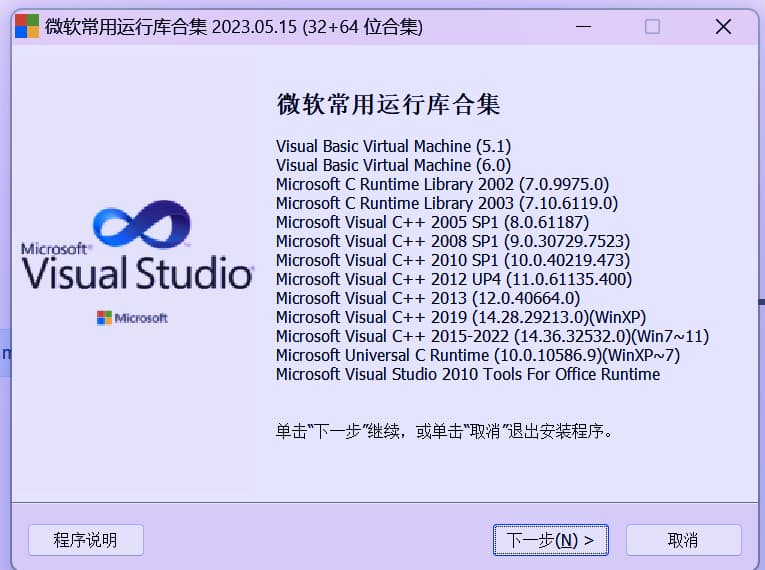 微软常用运行库合集 2023.05.15 (32+64 位合集)
微软常用运行库合集
Visual Basic Virtual Machine (5.1)
Visual Basic Virtual Machine (6.0)
Microsoft C Runtime Library 2002 (7.0.9975.0)
Microsoft C Runtime Library 2003 (7.10.6119.0)
Microsoft Visual C++ 2005 SP1 (8.0.61187)
Microsoft Visual C++ 2008 SP1 (9.0.30729.7523)
Microsoft Visual C++ 2010 SP1 (10.0.40219.473)
Microsoft Visual C++ 2012 UP4 (11.0.61135.400)
Microsoft Visual C++ 2013 (12.0.40664.0)
Microsoft Visual C++ 2019 (14.28.29213.0)(WinXP)
Microsoft Visual C++ 2015-2022 (14.36.32532.0)(Win7~11)
Microsoft Universal C Runtime (10.0.10586.9)(WinXP~7)
Microsoft Visual Studio 2010 Tools For Office Runtime
Microsoft®
Visual Studio
Microsoft
单击“下一步”继续，或单击“取消”退出安装程序。
程序说明
下一步(N) >
取消